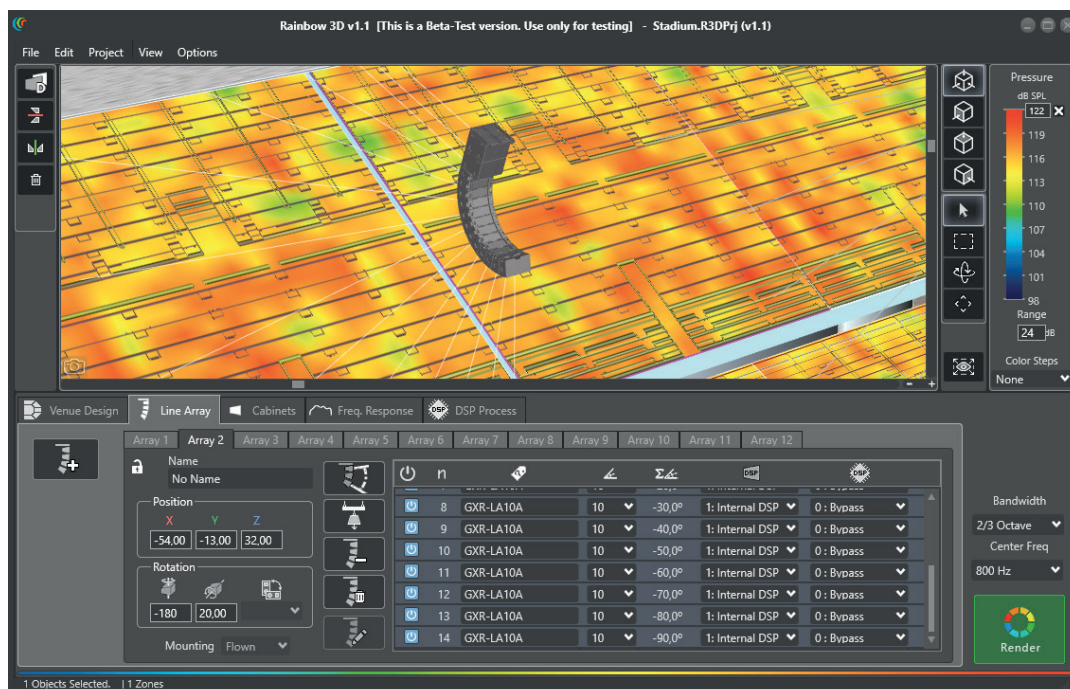 Rainbow 3D v1.1 [This is a Beta-Test version. Use only for testing] - Stadium.R3DPrj (v1.1)
File Edit Project View Options
Pressure
dB SPL
122
119
116
113
110
107
104
101
98
Range
24 dB
Color Steps
None
Venue Design Line Array Cabinets Freq. Response DSP DSP Process
Array 1 Array 2 Array 3 Array 4 Array 5 Array 6 Array 7 Array 8 Array 9 Array 10 Array 11 Array 12
Name
No Name
Position
X Y Z
-54,00 -13,00 32,00
Rotation
-180 20,00
Mounting Flown
n Σ DSP DSP
8 GXR-LA10A 10 -30,0º 1: Internal DSP 0 : Bypass
9 GXR-LA10A 10 -40,0º 1: Internal DSP 0 : Bypass
10 GXR-LA10A 10 -50,0º 1: Internal DSP 0 : Bypass
11 GXR-LA10A 10 -60,0º 1: Internal DSP 0 : Bypass
12 GXR-LA10A 10 -70,0º 1: Internal DSP 0 : Bypass
13 GXR-LA10A 10 -80,0º 1: Internal DSP 0 : Bypass
14 GXR-LA10A 10 -90,0º 1: Internal DSP 0 : Bypass
Bandwidth
2/3 Octave
Center Freq
800 Hz
Render
1 Objects Selected. | 1 Zones